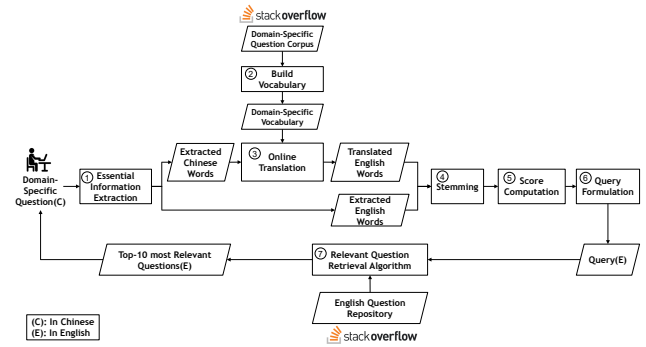 stackoverflow
Domain-Specific
Question Corpus
② Build
Vocabulary
Domain-Specific
Vocabulary
Domain-
Specific
Question(C)
① Essential
Information
Extraction
Extracted
Chinese
Words
③ Online
Translation
Translated
English
Words
Extracted
English
Words
④
Stemming
⑤ Score
Computation
⑥ Query
Formulation
Top-10 most Relevant
Questions(E)
⑦ Relevant Question
Retrieval Algorithm
Query(E)
English Question
Repository
stackoverflow
(C): In Chinese
(E): In English